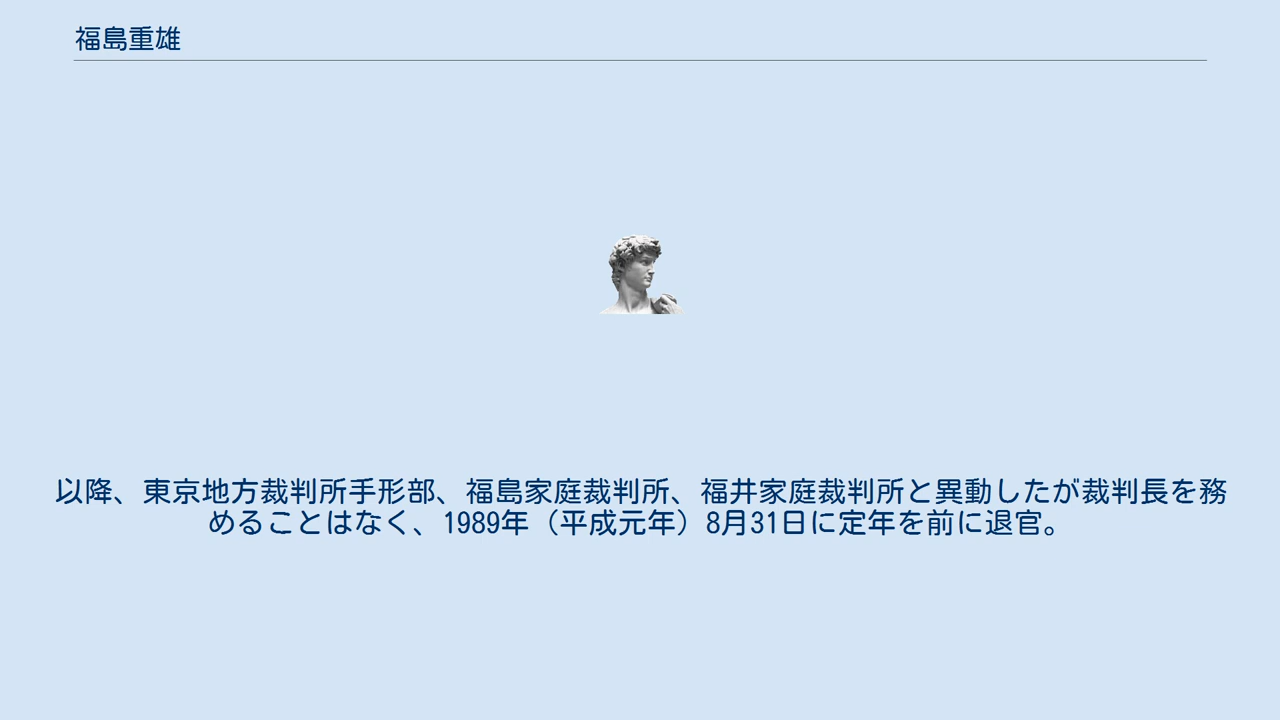 福島重雄
以降、東京地方裁判所手形部、福島家庭裁判所、福井家庭裁判所と異動したが裁判長を務
めることはなく、1989年（平成元年）8月31日に定年を前に退官。